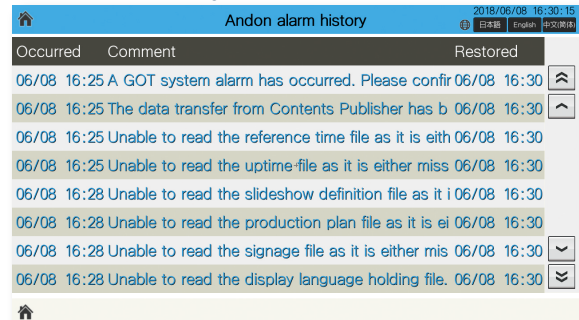 2018/06/08 16:30:15
Andon alarm history
日本語 English 中文(简体)
Occurred Comment Restored
06/08 16:25 A GOT system alarm has occurred. Please confir 06/08 16:30
06/08 16:25 The data transfer from Contents Publisher has b 06/08 16:30
06/08 16:25 Unable to read the reference time file as it is eith 06/08 16:30
06/08 16:25 Unable to read the uptime file as it is either miss 06/08 16:30
06/08 16:28 Unable to read the slideshow definition file as it i 06/08 16:30
06/08 16:28 Unable to read the production plan file as it is ei 06/08 16:30
06/08 16:28 Unable to read the signage file as it is either mis 06/08 16:30
06/08 16:28 Unable to read the display language holding file. 06/08 16:30